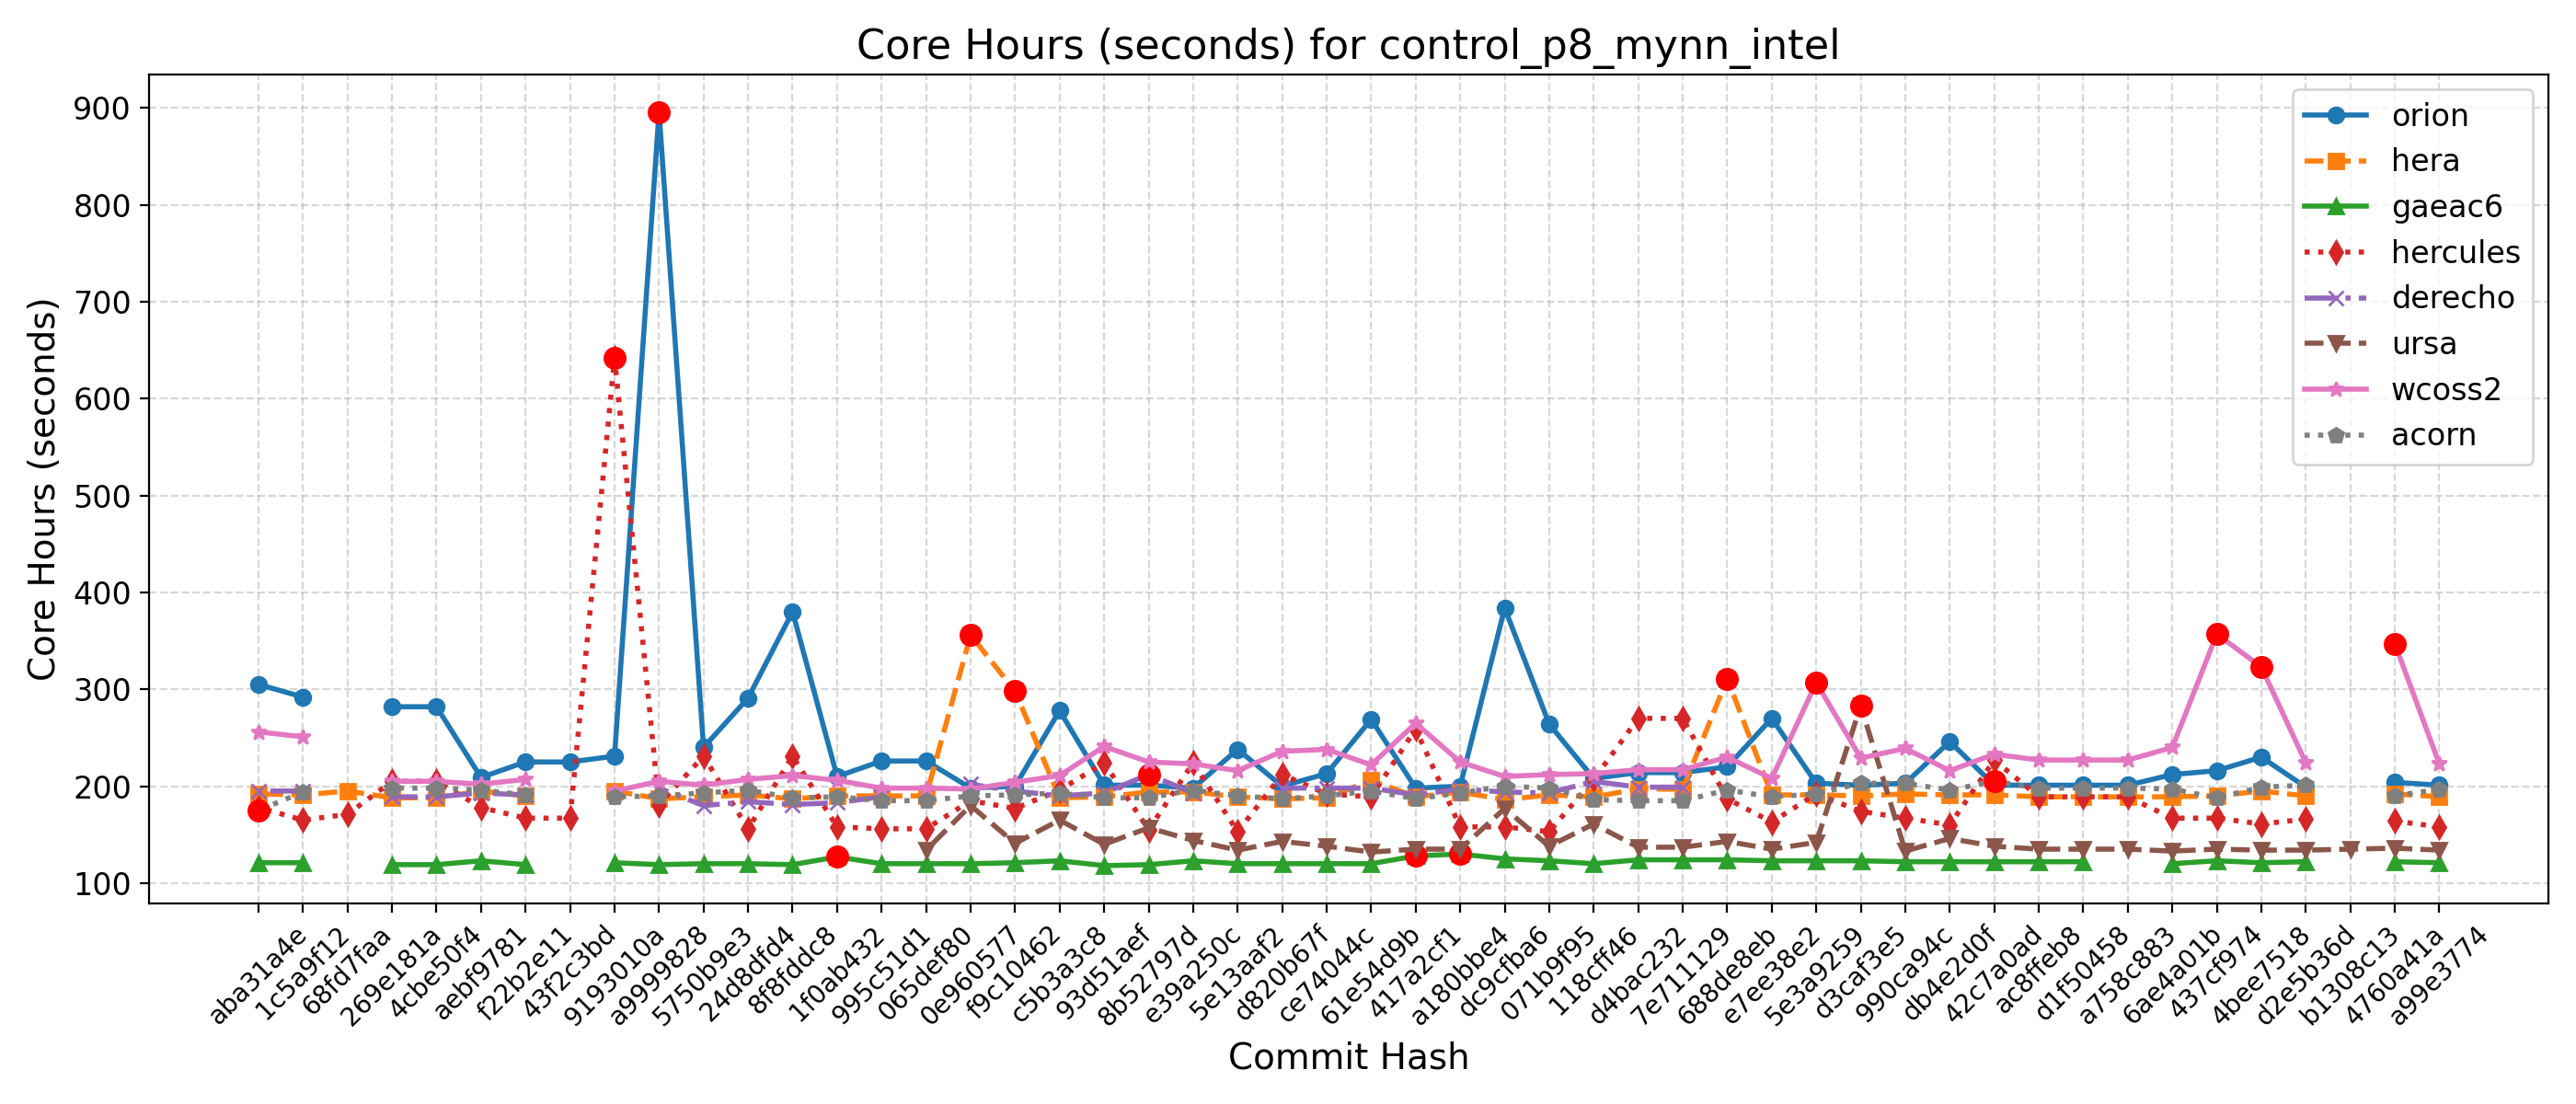 Core Hours (seconds) for control_p8_mynn_intel
Core Hours (seconds)
900
800
700
600
500
400
300
200
100
orion
hera
gaeac6
hercules
derecho
ursa
wcoss2
acorn
aba31a4e
1c5a9f12
68fd7faa
269e181a
4cbe50f4
aebf9781
f22b2e11
43f2c3bd
9193010a
a9999828
5750b9e3
24d8dfd4
8f8fddc8
1f0ab432
995c51d1
065def80
0e960577
f9c10462
c5b3a3c8
93d51aef
8b52797d
e39a250c
5e13aaf2
d820b67f
ce74044c
61e54d9b
417a2cf1
a180bbe4
dc9cfba6
071b9f95
118cff46
d4bac232
7e711129
688de8eb
e7ee38e2
5e3a9259
d3caf3e5
990ca94c
db4e2d0f
42c7a0ad
ac8ffeb8
d1f50458
a758c883
6ae4a01b
437cf974
4bee7518
d2e5b36d
b1308c13
4760a41a
a99e3774
Commit Hash